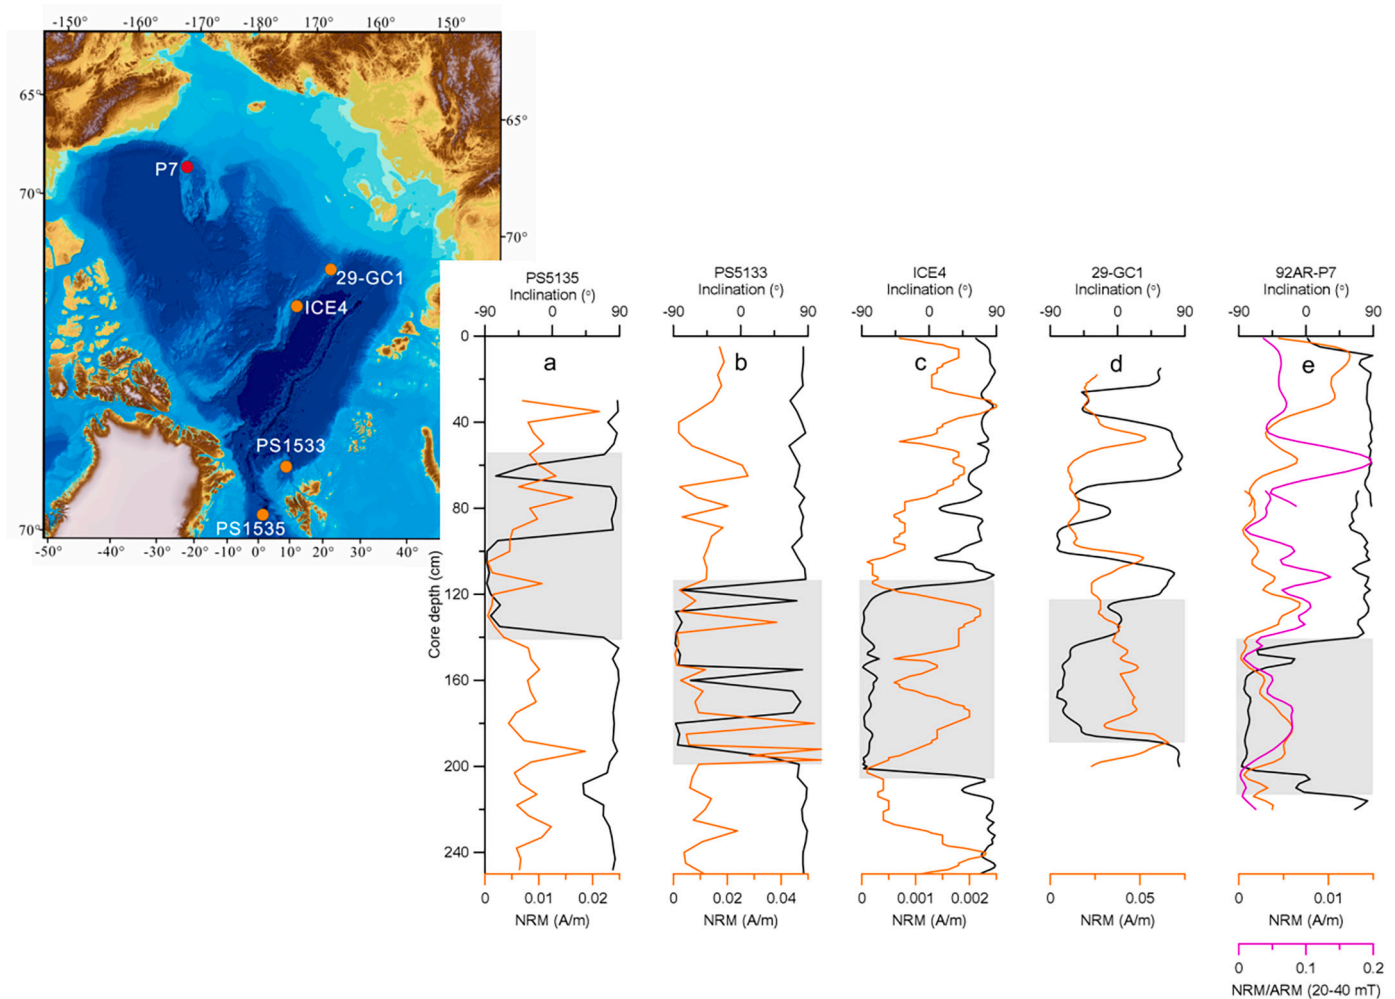 -150° -160° -170° -180° 170° 160° 150°
65°
65°
P7
70°
70°
29-GC1
ICE4
PS1533
PS1535
70°
-50° -40° -30° -20° -10° 0° 10° 20° 30° 40°
PS5135 PS5133 ICE4 29-GC1 92AR-P7
Inclination (°) Inclination (°) Inclination (°) Inclination (°) Inclination (°)
-90 0 90 -90 0 90 -90 0 90 -90 0 90 -90 0 90
a b c d e
Core depth (cm)
0
40
80
120
160
200
240
0 0.01 0.02 0 0.02 0.04 0 0.001 0.002 0 0.05 0 0.01
NRM (A/m) NRM (A/m) NRM (A/m) NRM (A/m) NRM (A/m)
0 0.1 0.2
NRM/ARM (20-40 mT)